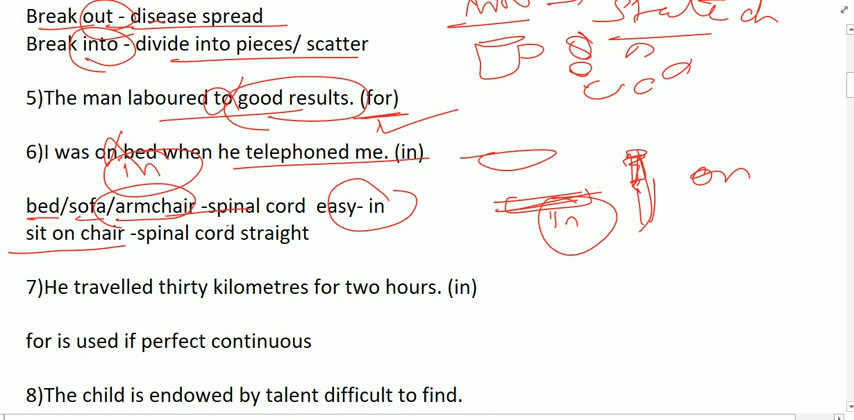 Break out - disease spread
Break into - divide into pieces/ scatter
5)The man laboured to good results. (for)
6)I was on bed when he telephoned me. (in)
in
bed/sofa/armchair -spinal cord  easy- in
sit on chair -spinal cord straight
on
in
7)He travelled thirty kilometres for two hours. (in)
for is used if perfect continuous
8)The child is endowed by talent difficult to find.